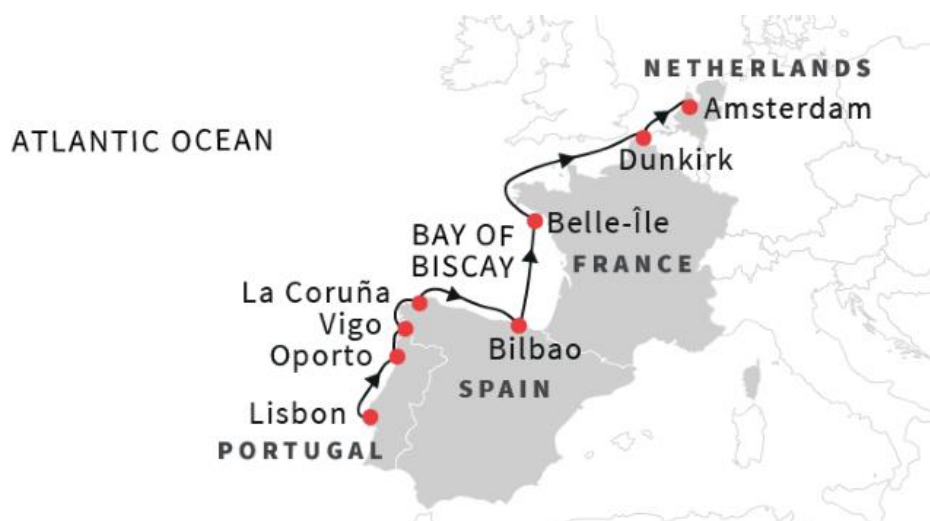 NETHERLANDS
Amsterdam
ATLANTIC OCEAN
Dunkirk
Belle-Île
BAY OF
BISCAY
FRANCE
La Coruña
Vigo
Oporto
Bilbao
SPAIN
Lisbon
PORTUGAL